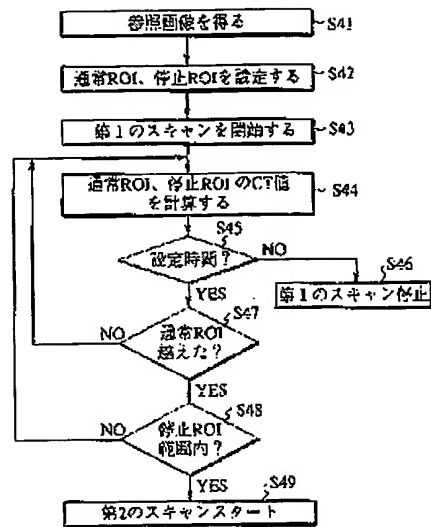 参照画像を得る
S41
通常ROI、停止ROIを設定する
S42
第1のスキャンを開始する
S43
通常ROI、停止ROIのCT値
を計算する
S44
S45
設定時間?
NO
YES
S46
第1のスキャン停止
S47
通常ROI
越えた?
NO
YES
S48
停止ROI
範囲内?
NO
YES
S49
第2のスキャンスタート